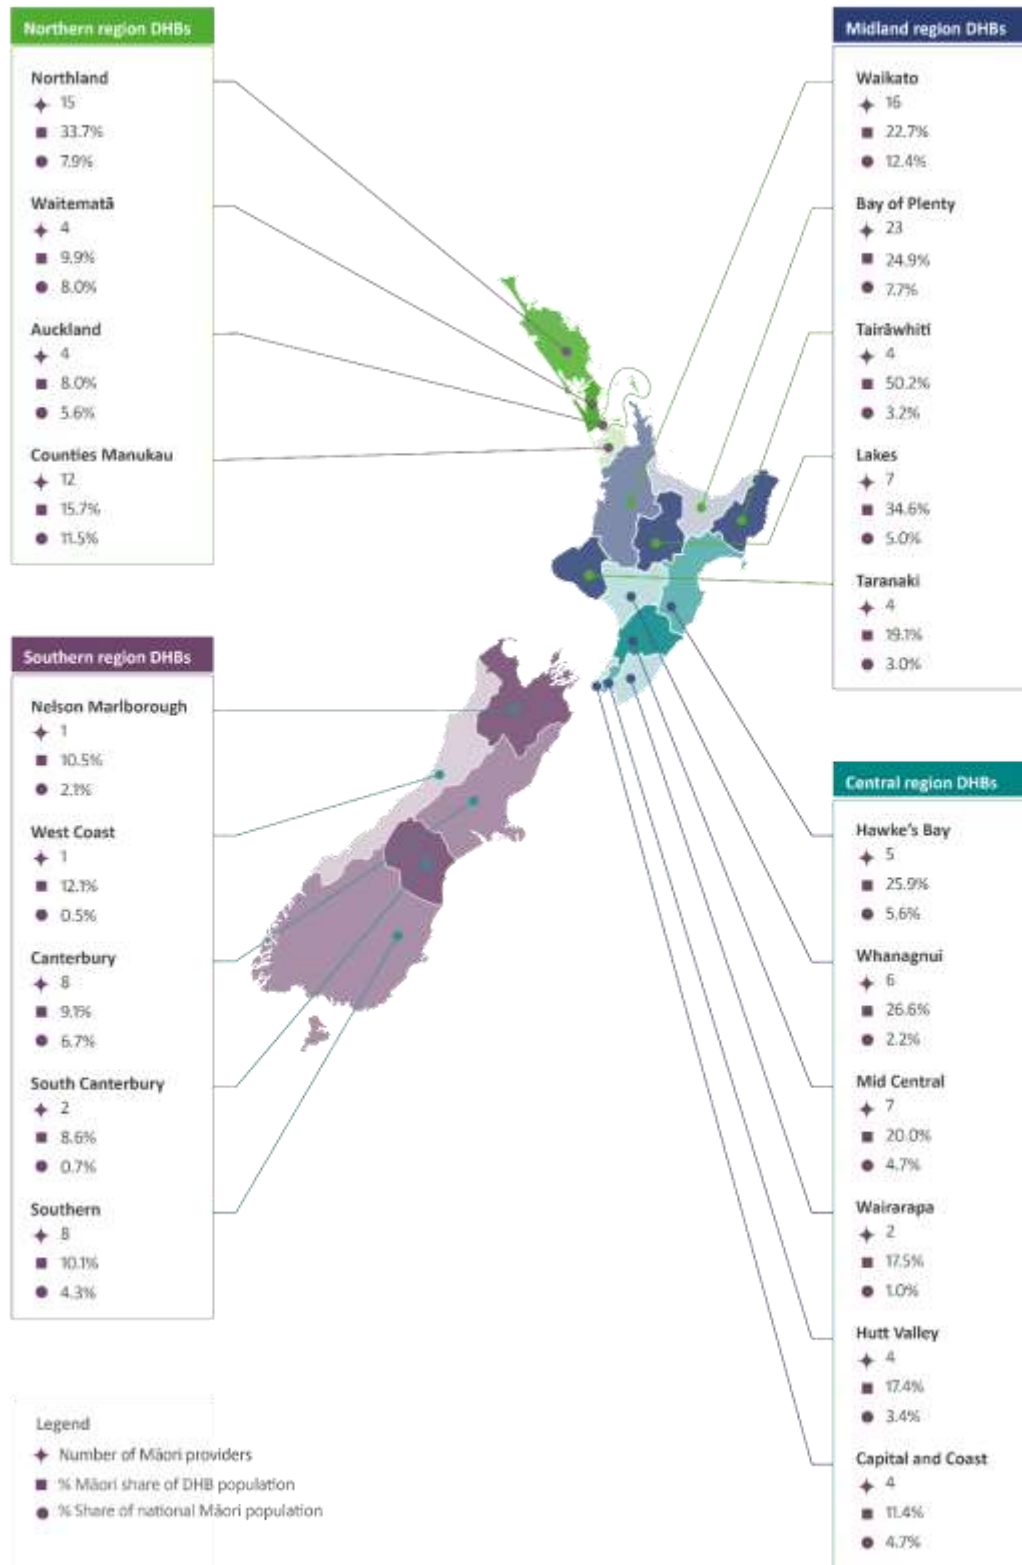 Northern region DHBs
Northland
15
33.7%
7.9%
Waitematā
4
9.9%
8.0%
Auckland
4
8.0%
5.6%
Counties Manukau
12
15.7%
11.5%
Midland region DHBs
Waikato
16
22.7%
12.4%
Bay of Plenty
23
24.9%
7.7%
Tairāwhiti
4
50.2%
3.2%
Lakes
7
34.6%
5.0%
Taranaki
4
19.1%
3.0%
Southern region DHBs
Nelson Marlborough
1
10.5%
2.1%
West Coast
1
12.1%
0.5%
Canterbury
8
9.1%
6.7%
South Canterbury
2
8.6%
0.7%
Southern
8
10.1%
4.3%
Central region DHBs
Hawke's Bay
5
25.9%
5.6%
Whanagnui
6
26.6%
2.2%
Mid Central
7
20.0%
4.7%
Wairarapa
2
17.5%
1.0%
Hutt Valley
4
17.4%
3.4%
Capital and Coast
4
11.4%
4.7%
Legend
Number of Māori providers
% Māori share of DHB population
% Share of national Māori population